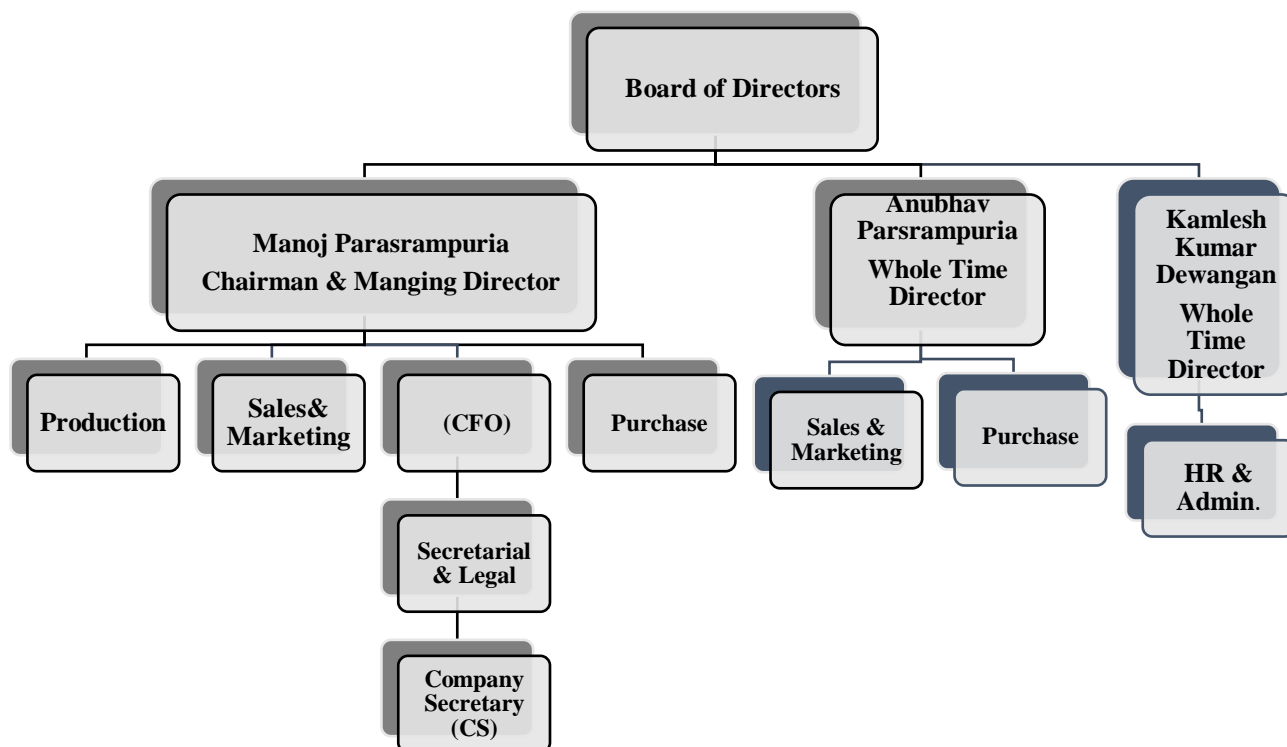 Board of Directors
Manoj Parasrampuria
Chairman & Manging Director
Anubhav
Parsrampuria
Whole Time
Director
Kamlesh
Kumar
Dewangan
Whole
Time
Director
Production
Sales&
Marketing
(CFO)
Purchase
Sales &
Marketing
Purchase
HR &
Admin.
Secretarial
& Legal
Company
Secretary
(CS)